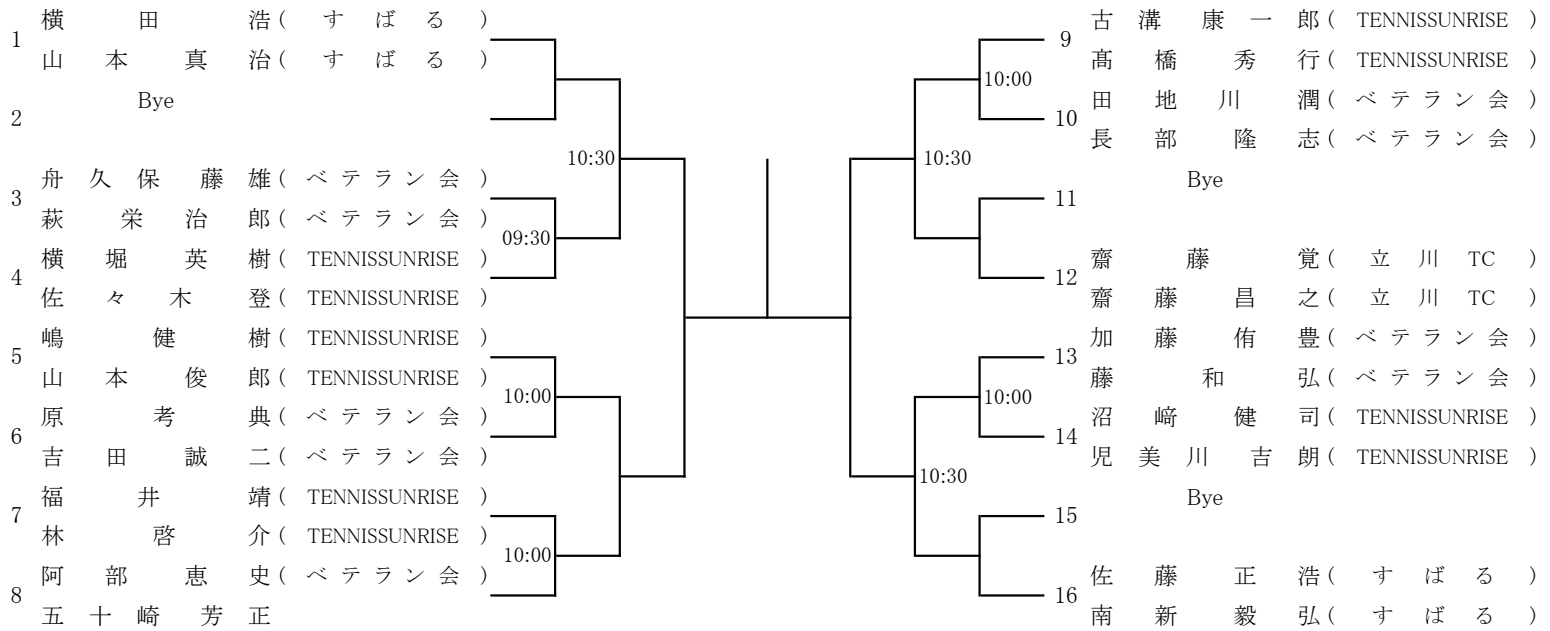 1
横田浩(すばる)
山本真治(すばる)
2
Bye
3
舟久保藤雄(ベテラン会)
萩栄治郎(ベテラン会)
4
横堀英樹(TENNISSUNRISE)
佐々木登(TENNISSUNRISE)
5
嶋健樹(TENNISSUNRISE)
山本俊郎(TENNISSUNRISE)
6
原考典(ベテラン会)
吉田誠二(ベテラン会)
7
福井靖(TENNISSUNRISE)
林啓介(TENNISSUNRISE)
8
阿部恵史(ベテラン会)
五十崎芳正
10:30
09:30
10:00
10:00
9
古溝康一郎(TENNISSUNRISE)
髙橋秀行(TENNISSUNRISE)
10
田地川潤(ベテラン会)
長部隆志(ベテラン会)
11
Bye
12
齋藤覚(立川TC)
齋藤昌之(立川TC)
13
加藤侑豊(ベテラン会)
藤和弘(ベテラン会)
14
沼﨑健司(TENNISSUNRISE)
児美川吉朗(TENNISSUNRISE)
15
Bye
16
佐藤正浩(すばる)
南新毅弘(すばる)
10:00
10:30
10:00
10:30